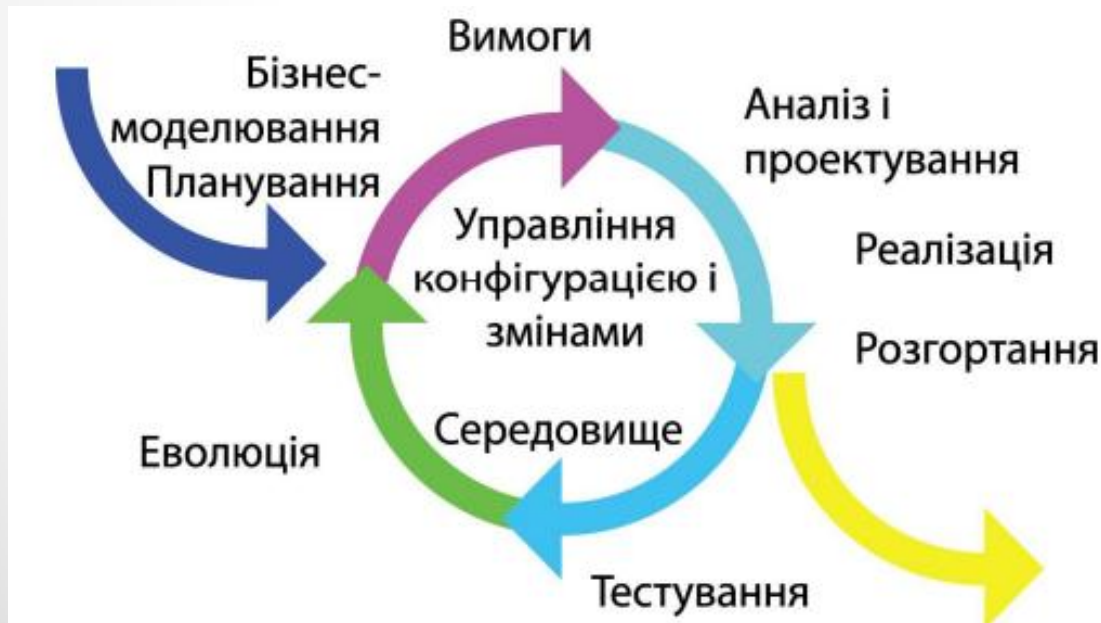 Вимоги
Бізнес-
моделювання
Планування
Аналіз і
проектування
Управління
конфігурацією і
змінами
Реалізація
Розгортання
Середовище
Еволюція
Тестування